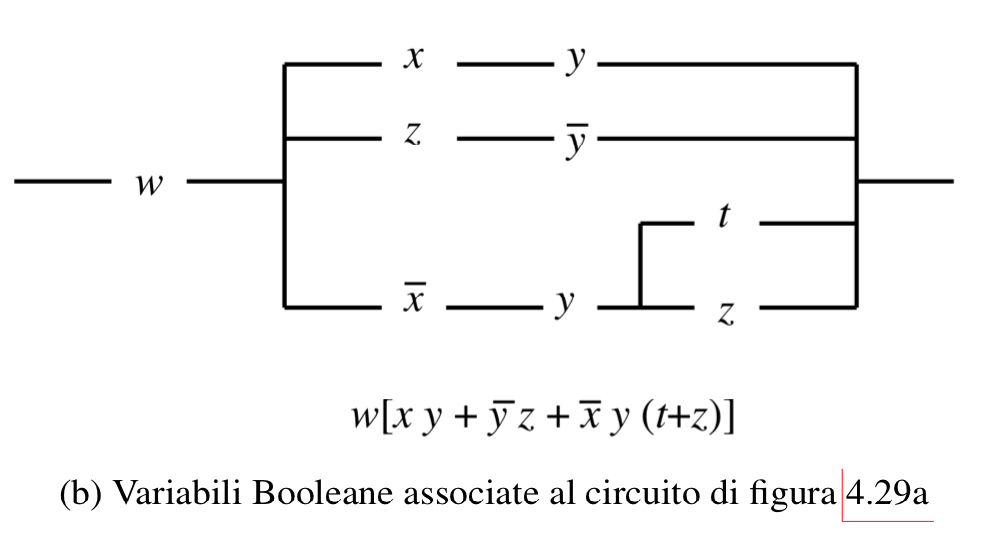 x y
z y̅
w
t
x̅ y z
w[x y + y̅ z + x̅ y (t+z)]
(b) Variabili Booleane associate al circuito di figura 4.29a